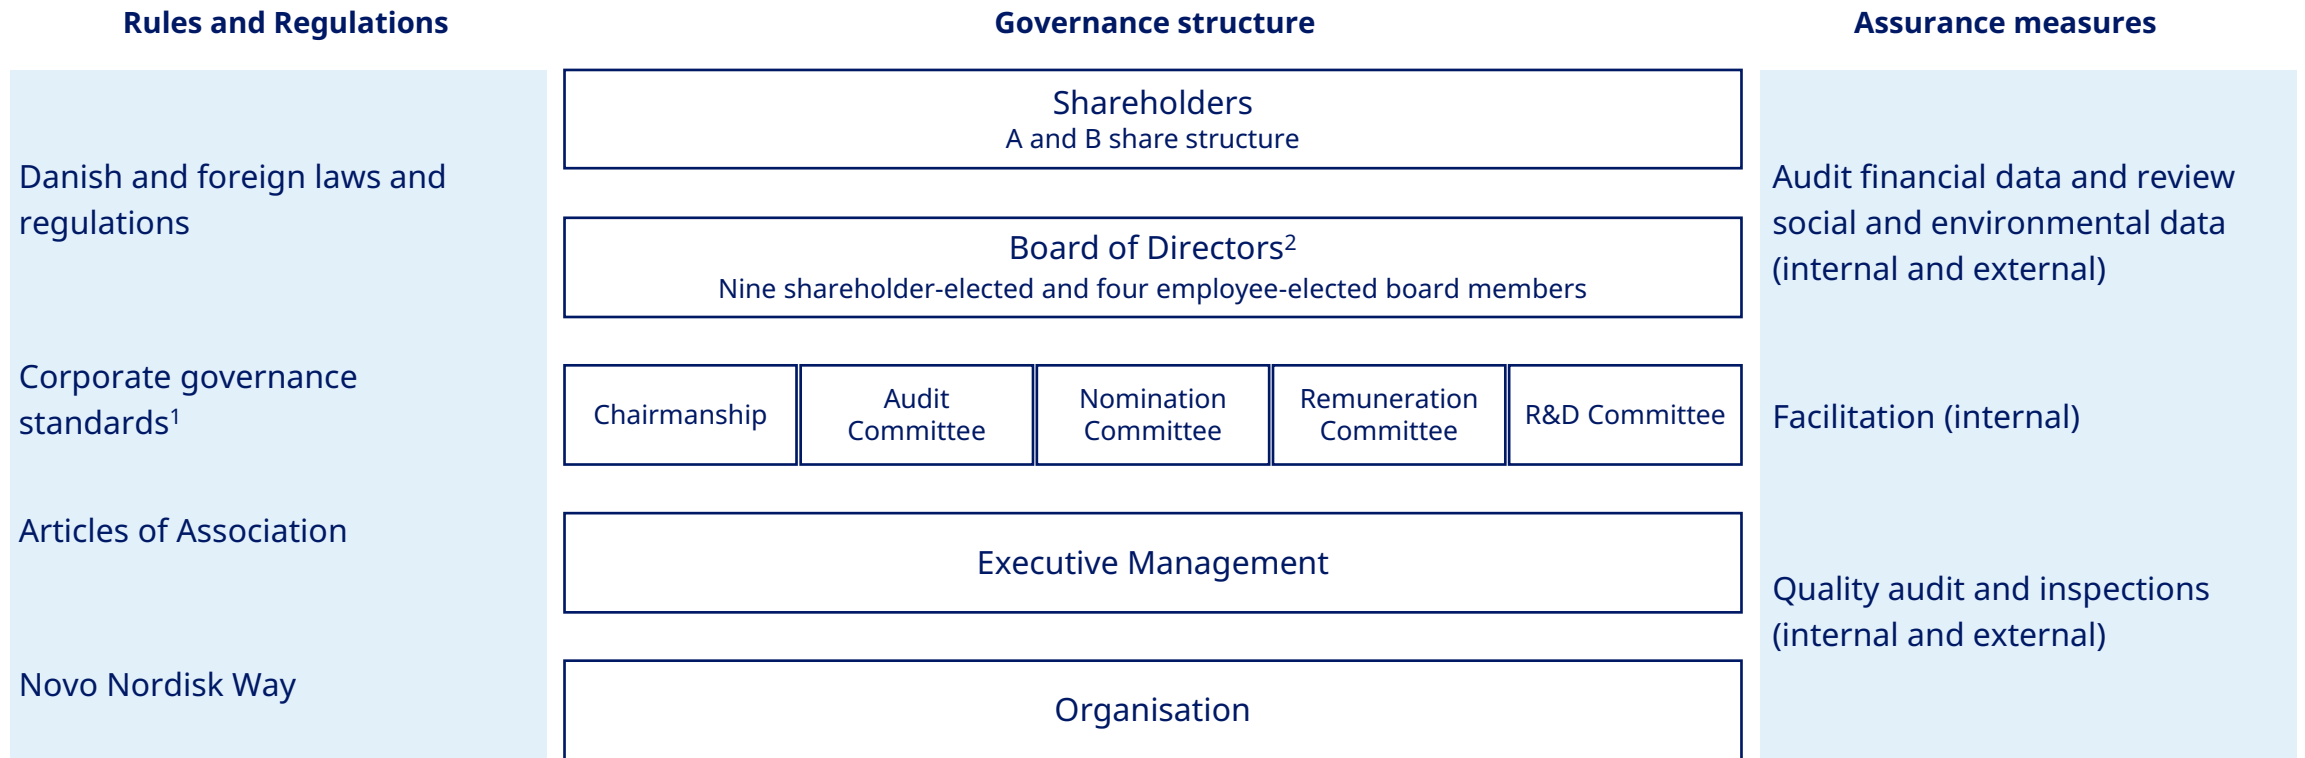 Rules and Regulations
Danish and foreign laws and
regulations
Corporate governance
standards¹
Articles of Association
Novo Nordisk Way
Governance structure
Shareholders
A and B share structure
Board of Directors²
Nine shareholder-elected and four employee-elected board members
Chairmanship
Audit
Committee
Nomination
Committee
Remuneration
Committee
R&D Committee
Executive Management
Organisation
Assurance measures
Audit financial data and review
social and environmental data
(internal and external)
Facilitation (internal)
Quality audit and inspections
(internal and external)